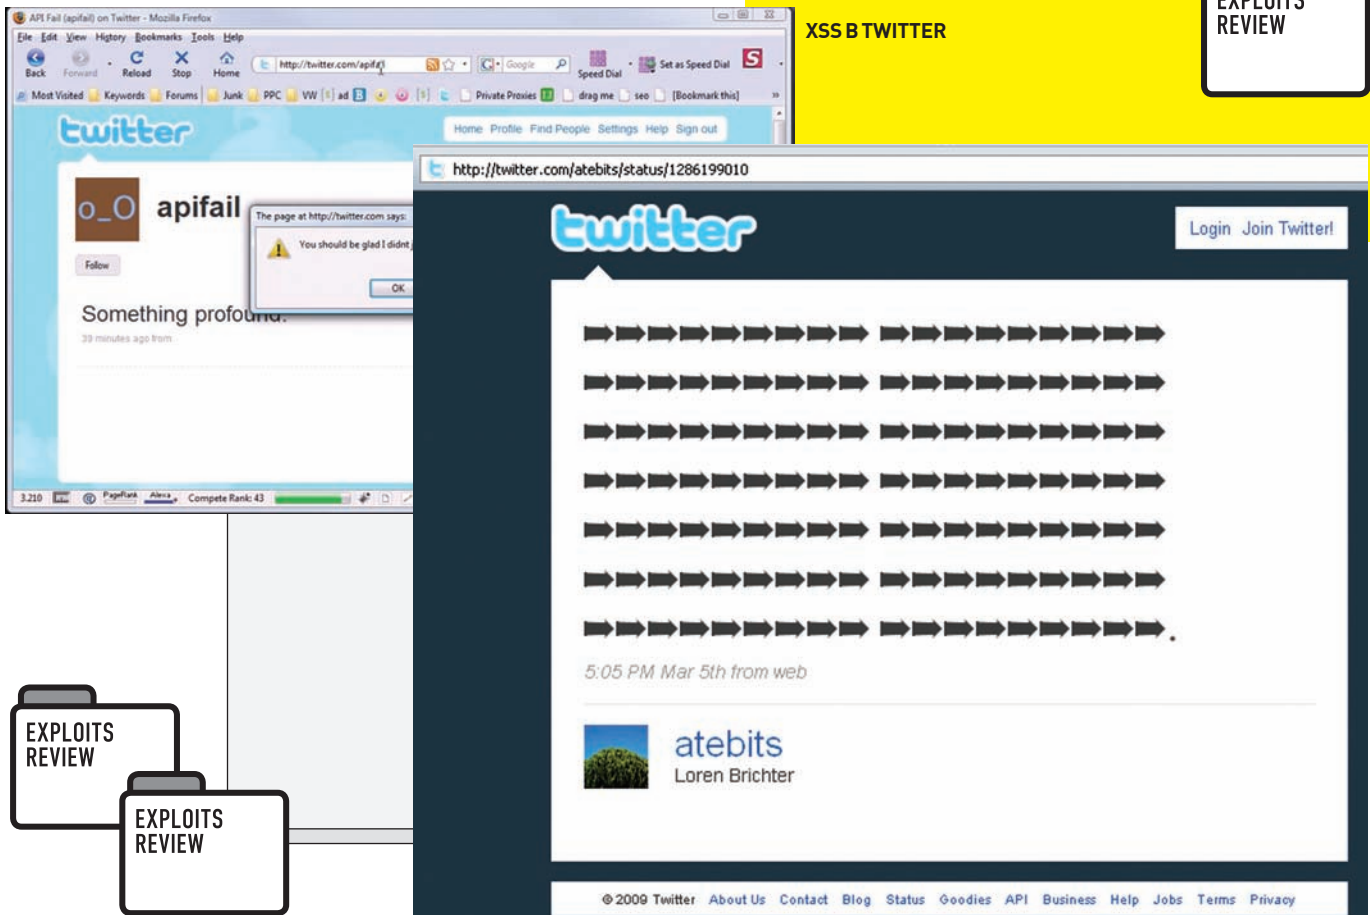 API Fail (apifail) on Twitter - Mozilla Firefox
File Edit View History Bookmarks Tools Help
Back Forward Reload Stop Home
http://twitter.com/apifail
Google
Speed Dial
Set as Speed Dial
S
Most Visited Keywords Forums Junk PPC VW [$] ad B [$] Private Proxies drag me seo [Bookmark this] »
twitter
Home Profile Find People Settings Help Sign out
o_O
apifail
Follow
The page at http://twitter.com says:
You should be glad I didnt
OK
Something profound.
39 minutes ago from
3.210 PageRank Alexa Compete Rank: 43
XSS В TWITTER
EXPLOITS
REVIEW
http://twitter.com/atebits/status/1286199010
twitter
Login Join Twitter!
➡➡➡➡➡➡➡➡➡ ➡➡➡➡➡➡➡➡➡
➡➡➡➡➡➡➡➡➡ ➡➡➡➡➡➡➡➡➡
➡➡➡➡➡➡➡➡➡ ➡➡➡➡➡➡➡➡➡
➡➡➡➡➡➡➡➡➡ ➡➡➡➡➡➡➡➡➡
➡➡➡➡➡➡➡➡➡ ➡➡➡➡➡➡➡➡➡
➡➡➡➡➡➡➡➡➡ ➡➡➡➡➡➡➡➡➡
➡➡➡➡➡➡➡➡➡ ➡➡➡➡➡➡➡➡➡.
5:05 PM Mar 5th from web
atebits
Loren Brichter
© 2009 Twitter About Us Contact Blog Status Goodies API Business Help Jobs Terms Privacy
EXPLOITS
REVIEW
EXPLOITS
REVIEW